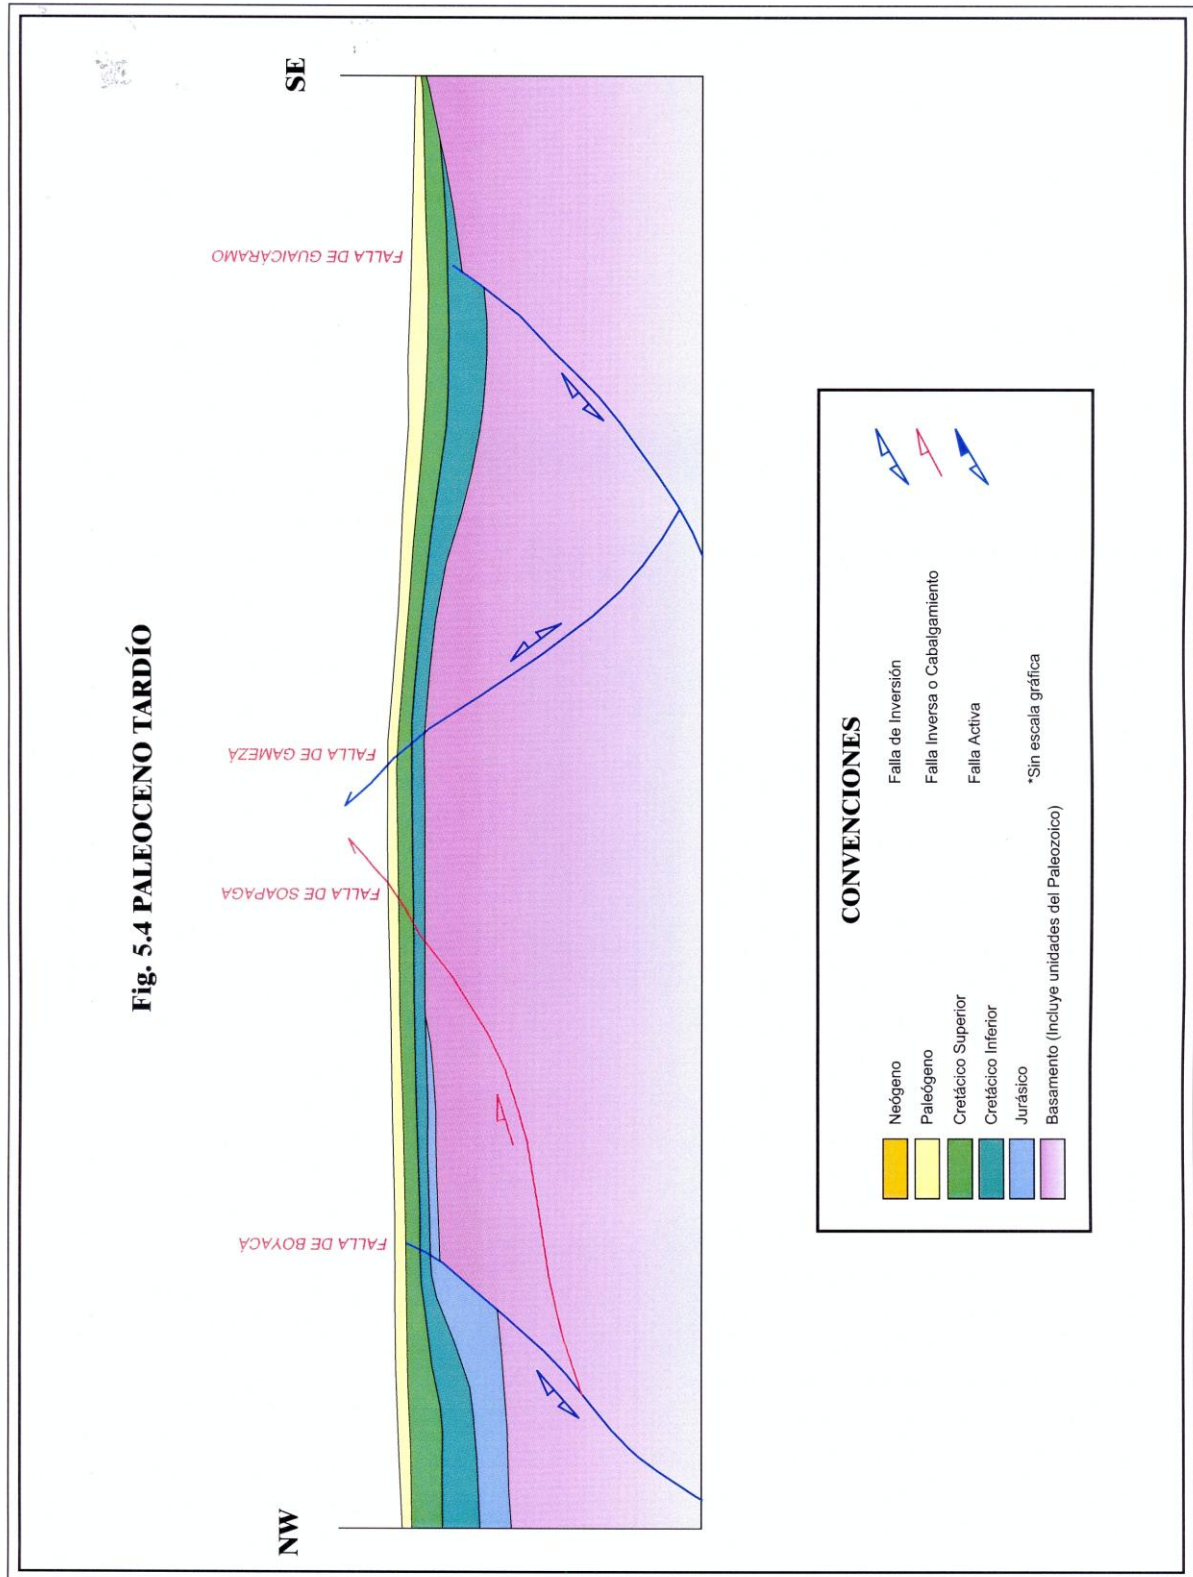 Fig. 5.4 PALEOCENO TARDÍO
NW
SE
FALLA DE BOYACÁ
FALLA DE SOAPAGA
FALLA DE GAMEZÁ
FALLA DE GUAICÁRAMO
CONVENCIONES
Neógeno
Paleógeno
Cretácico Superior
Cretácico Inferior
Jurásico
Basamento (Incluye unidades del Paleozoico)
Falla de Inversión
Falla Inversa o Cabalgamiento
Falla Activa
*Sin escala gráfica